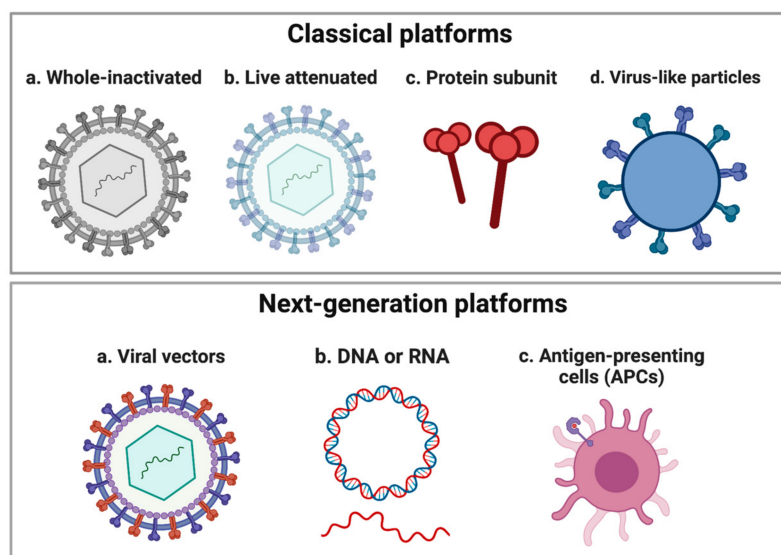 Classical platforms
a. Whole-inactivated
b. Live attenuated
c. Protein subunit
d. Virus-like particles
Next-generation platforms
a. Viral vectors
b. DNA or RNA
c. Antigen-presenting
cells (APCs)